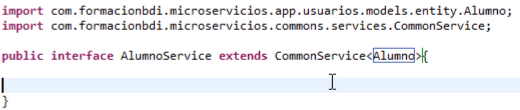 import com.formacionbdi.microservicios.app.usuarios.models.entity.Alumno;
import com.formacionbdi.microservicios.commons.services.CommonService;
public interface AlumnoService extends CommonService<Alumno>{
}